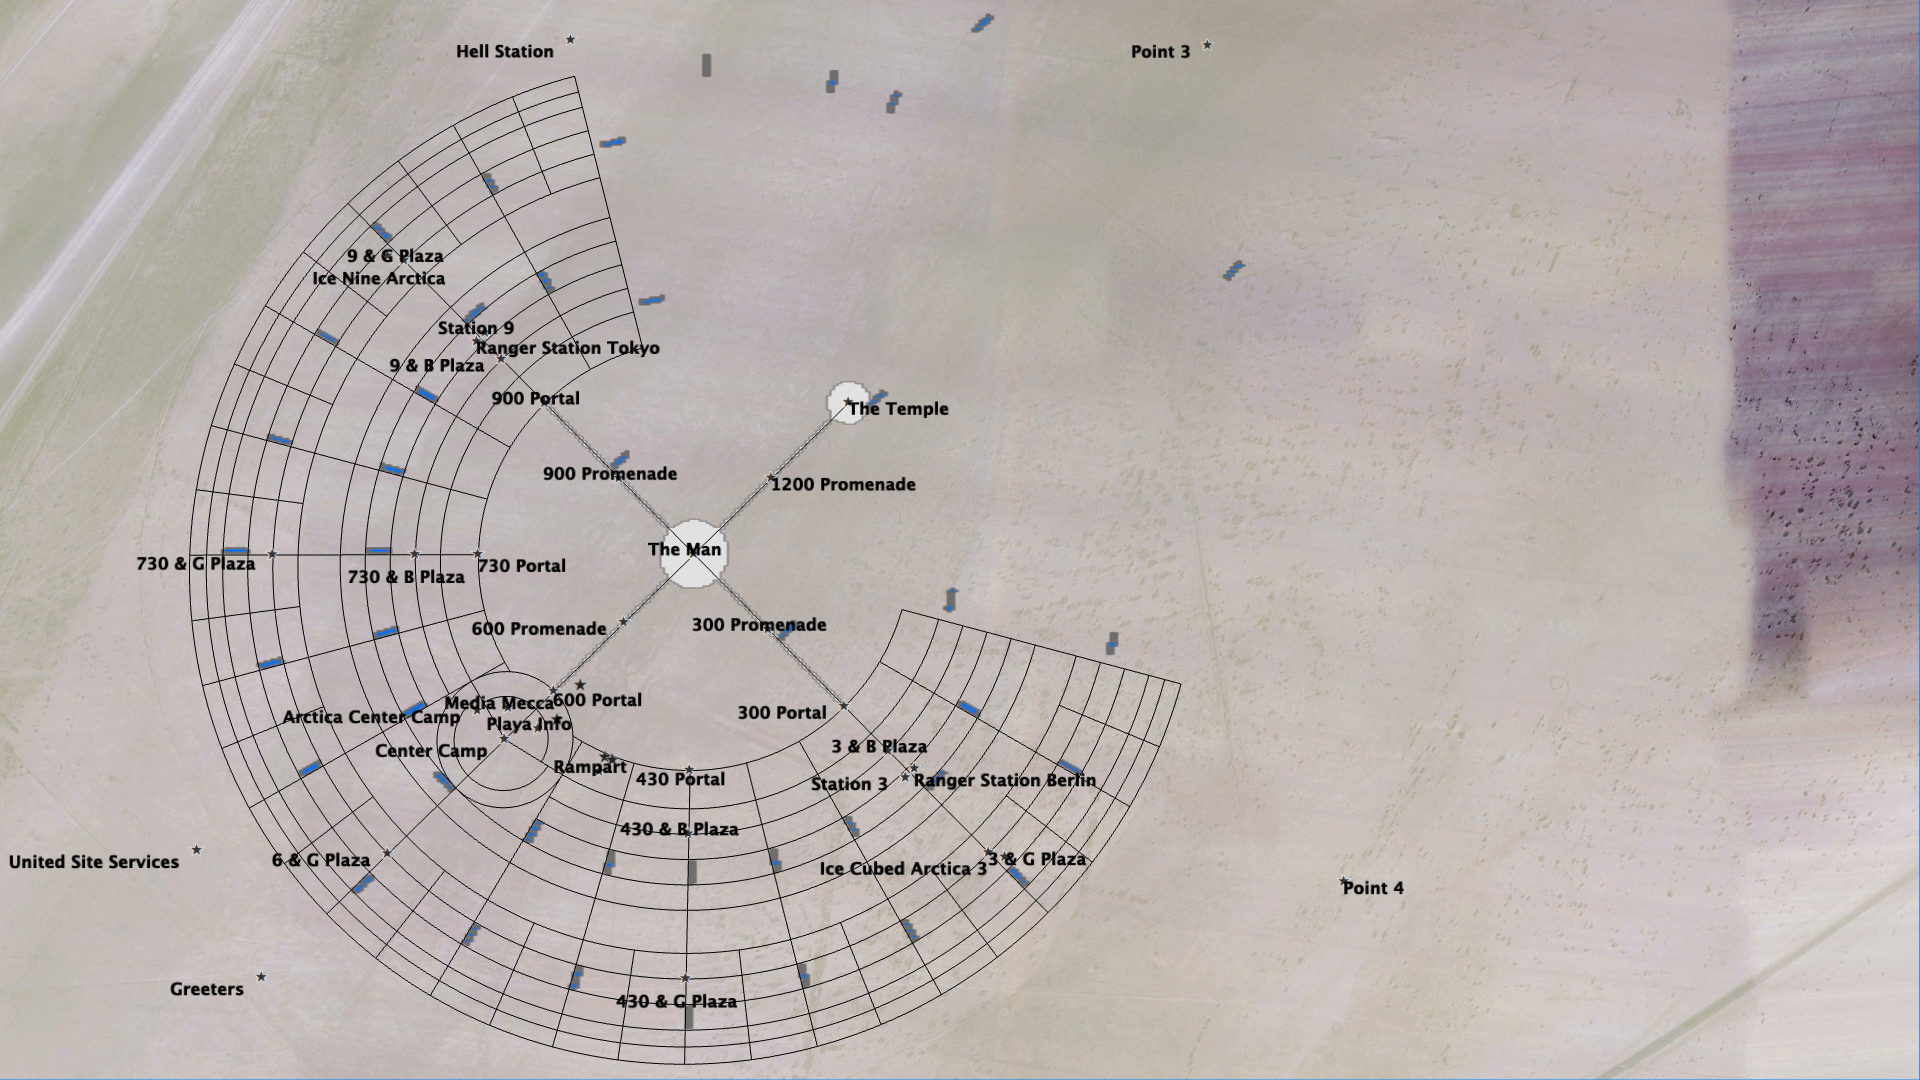 Hell Station
Point 3
9 & G Plaza
Ice Nine Arctica
Station 9
Ranger Station Tokyo
9 & B Plaza
900 Portal
The Temple
900 Promenade
1200 Promenade
The Man
730 & G Plaza
730 & B Plaza
730 Portal
600 Promenade
300 Promenade
Media Mecca
600 Portal
Arctica Center Camp
Playa Info
300 Portal
Center Camp
3 & B Plaza
Rampart
430 Portal
Station 3
Ranger Station Berlin
430 & B Plaza
United Site Services
6 & G Plaza
Ice Cubed Arctica 3
3 & G Plaza
Point 4
Greeters
430 & G Plaza